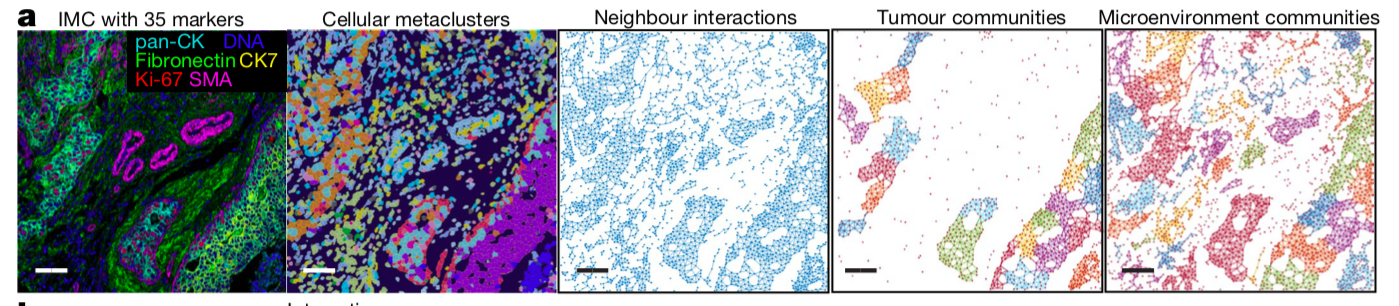 a
IMC with 35 markers
Cellular metaclusters
Neighbour interactions
Tumour communities
Microenvironment communities
pan-CK DNA
Fibronectin CK7
Ki-67 SMA